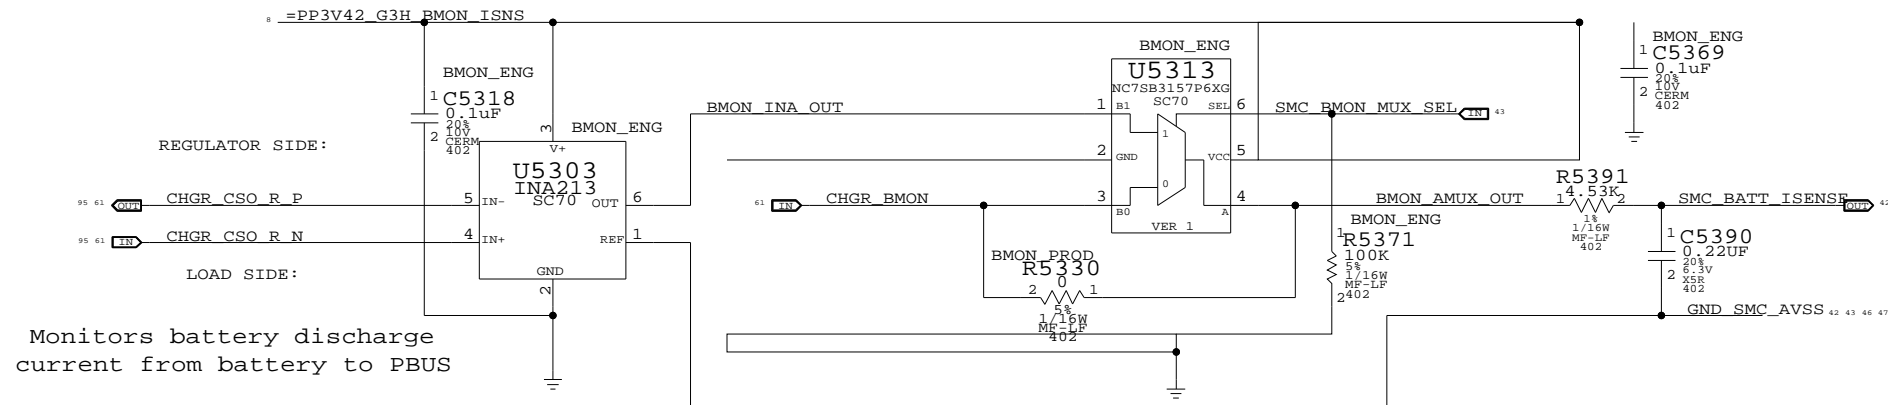 8 =PP3V42_G3H_BMON_ISNS
BMON_ENG
C5318
0.1uF
20%
10V
CERM
402
1
2
REGULATOR SIDE:
95 61 OUT CHGR_CSO_R_P
95 61 IN CHGR_CSO_R_N
LOAD SIDE:
BMON_ENG
3
V+
U5303
INA213
SC70
5 IN-
OUT 6
4 IN+
REF 1
GND
2
Monitors battery discharge
current from battery to PBUS
BMON_INA_OUT
BMON_ENG
U5313
NC7SB3157P6XG
SC70
1 B1
SEL 6
2 GND
VCC 5
3 B0
A 4
1
0
VER 1
61 IN CHGR_BMON
SMC_BMON_MUX_SEL IN 43
BMON_PROD
R5330
0
2 1
5%
1/16W
MF-LF
402
BMON_AMUX_OUT
BMON_ENG
1
R5371
100K
5%
1/16W
MF-LF
2 402
BMON_ENG
1 C5369
0.1uF
20%
10V
2 CERM
402
R5391
4.53K
1 2
1%
1/16W
MF-LF
402
SMC_BATT_ISENSE OUT 42
1 C5390
0.22UF
20%
6.3V
2 X5R
402
GND_SMC_AVSS 42 43 46 47